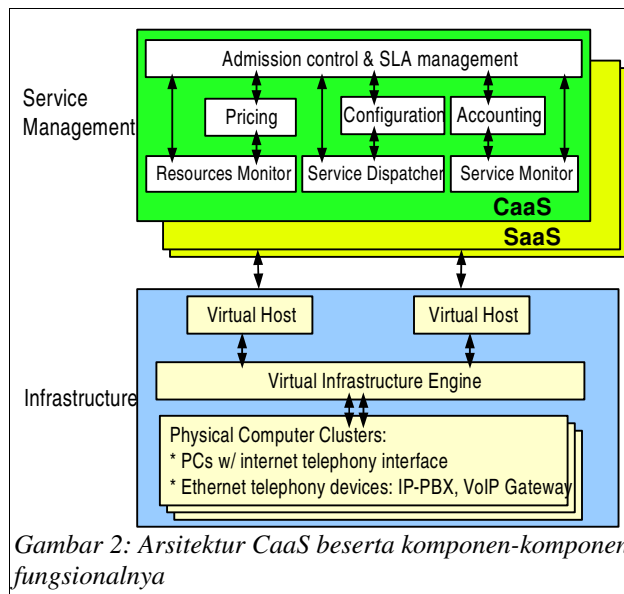 Admission control & SLA management
Service
Management
Pricing
Configuration
Accounting
Resources Monitor
Service Dispatcher
Service Monitor
CaaS
SaaS
Virtual Host
Virtual Host
Virtual Infrastructure Engine
Infrastructure
Physical Computer Clusters:
* PCs w/ internet telephony interface
* Ethernet telephony devices: IP-PBX, VoIP Gateway
Gambar 2: Arsitektur CaaS beserta komponen-komponen
fungsionalnya